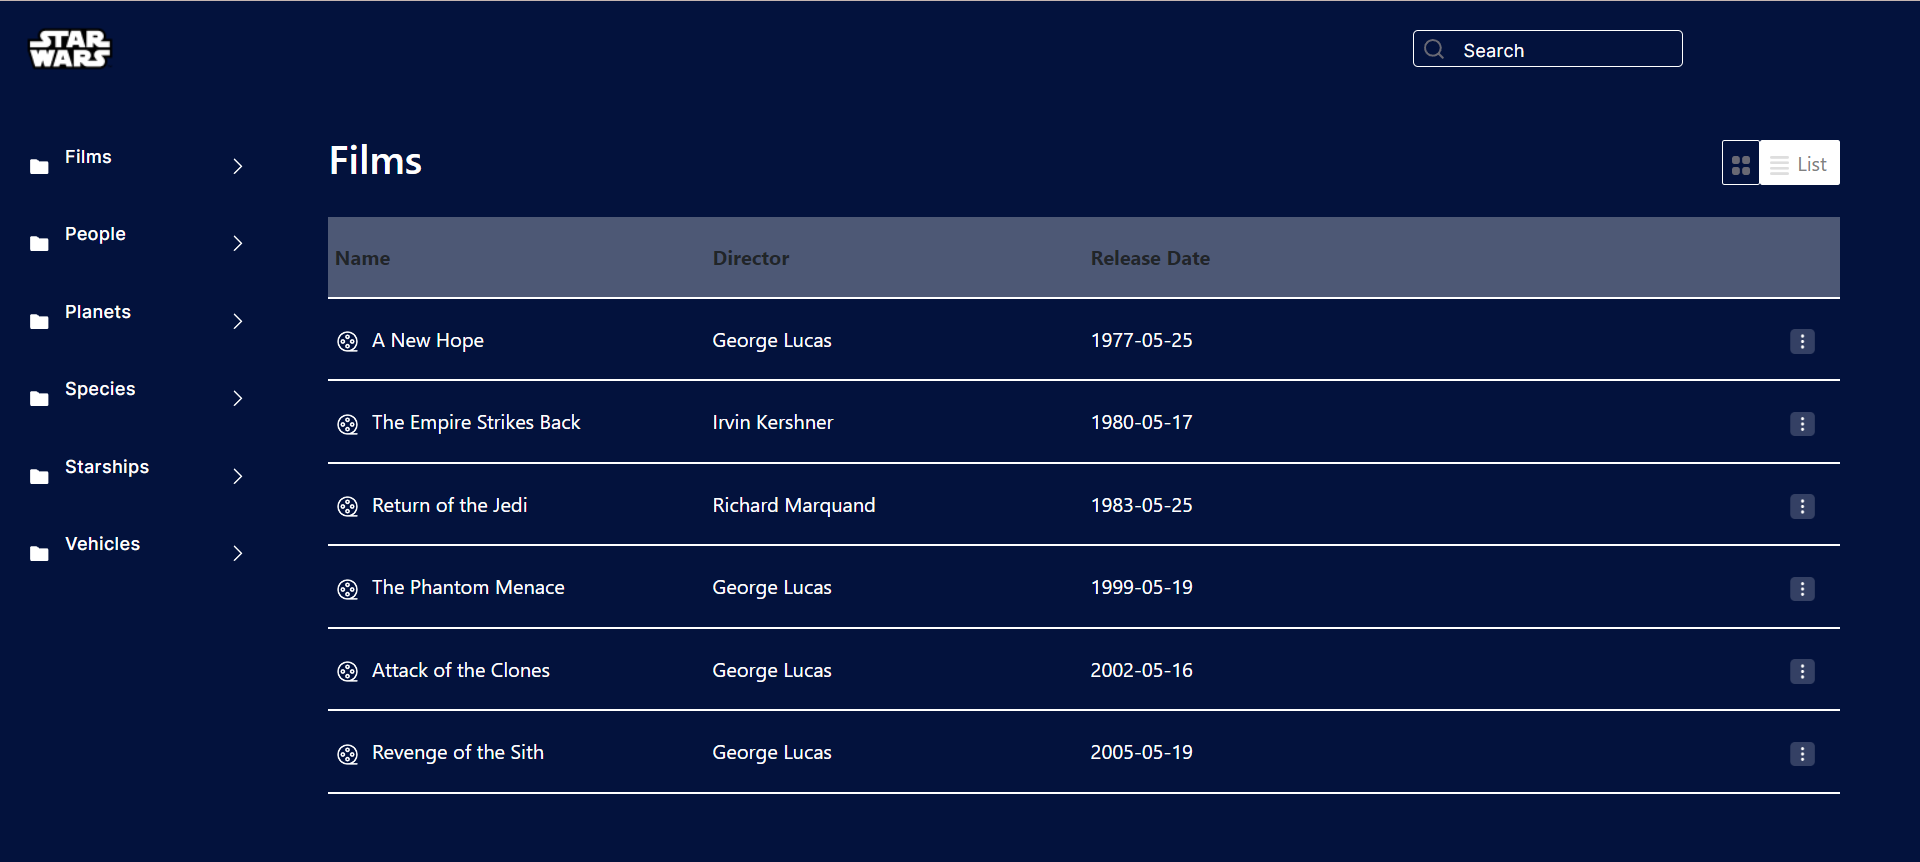 STAR
WARS
Search
Films
People
Planets
Species
Starships
Vehicles
Films
List
Name Director Release Date
A New Hope George Lucas 1977-05-25
The Empire Strikes Back Irvin Kershner 1980-05-17
Return of the Jedi Richard Marquand 1983-05-25
The Phantom Menace George Lucas 1999-05-19
Attack of the Clones George Lucas 2002-05-16
Revenge of the Sith George Lucas 2005-05-19